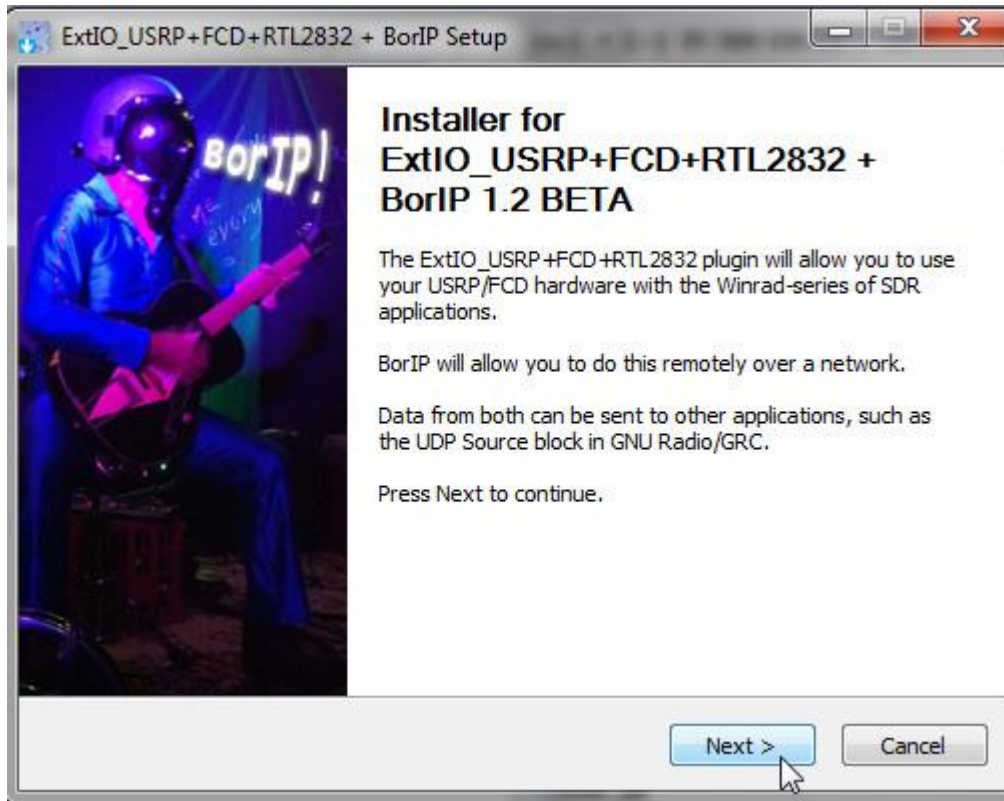 ExtIO_USRP+FCD+RTL2832 + BorIP Setup
BorIP!
me
every
Installer for
ExtIO_USRP+FCD+RTL2832 +
BorIP 1.2 BETA
The ExtIO_USRP+FCD+RTL2832 plugin will allow you to use
your USRP/FCD hardware with the Winrad-series of SDR
applications.
BorIP will allow you to do this remotely over a network.
Data from both can be sent to other applications, such as
the UDP Source block in GNU Radio/GRC.
Press Next to continue.
Next >
Cancel